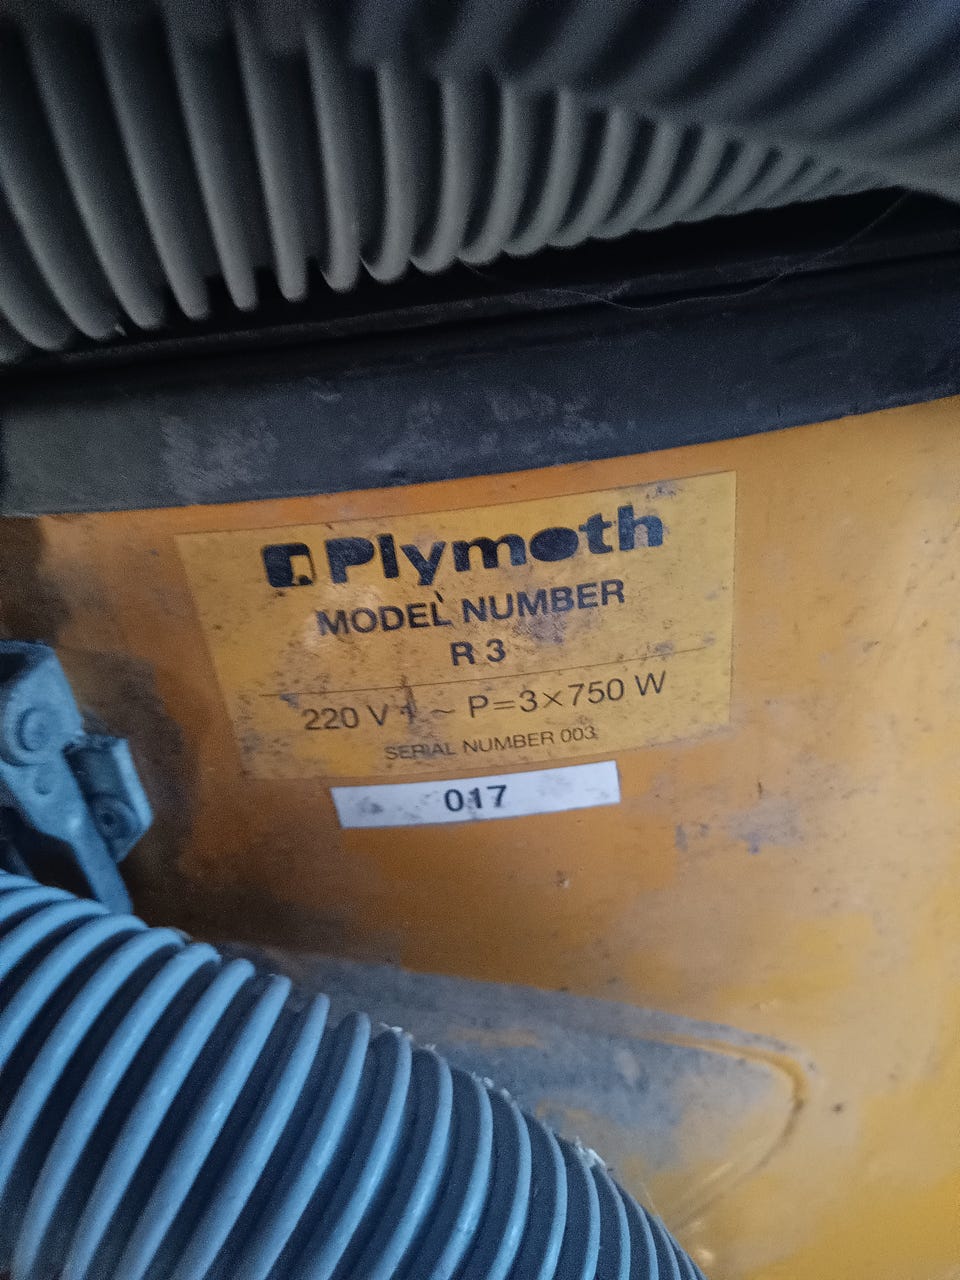 Plymoth
MODEL NUMBER
R 3
220 V 1 ~ P=3×750 W
SERIAL NUMBER 003
017